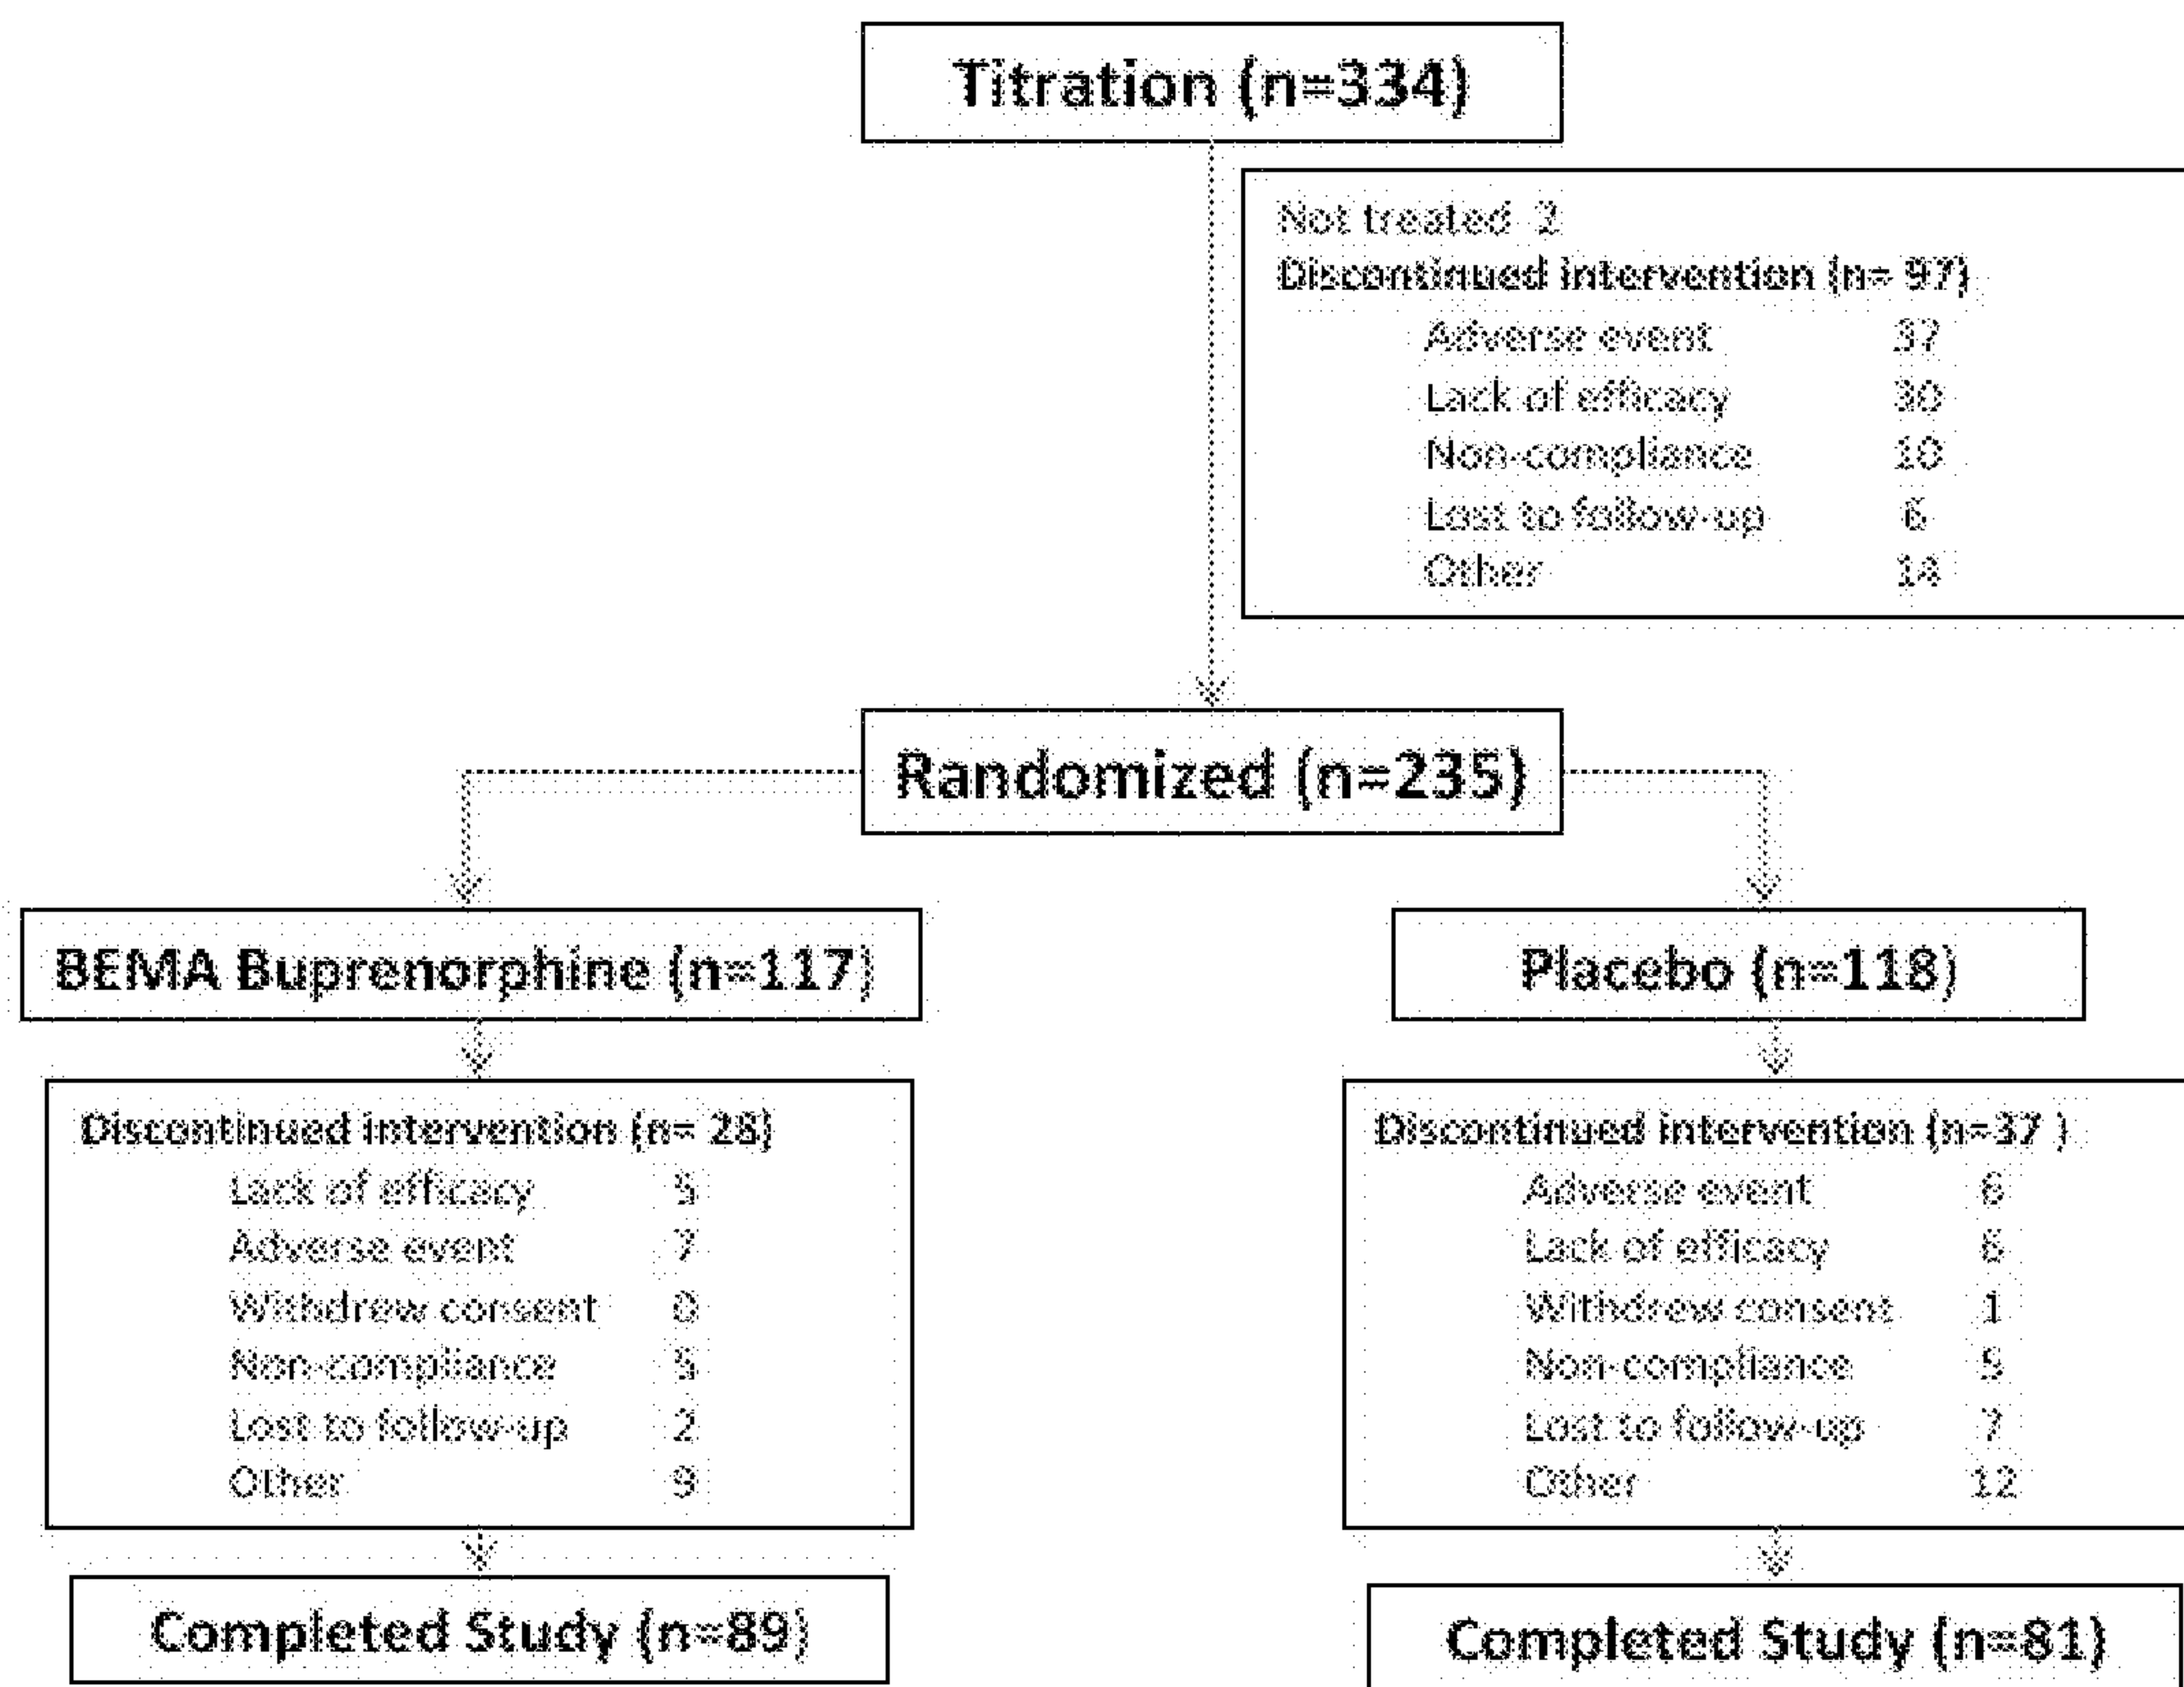 Titration (n=334)
Not treated 2
Discontinued intervention (n= 97)
Adverse event 37
Lack of efficacy 30
Non-compliance 10
Lost to follow-up 6
Other 14
Randomized (n=235)
BEMA Buprenorphine (n=117)
Discontinued intervention (n= 28)
Lack of efficacy 5
Adverse event 7
Withdrew consent 0
Non-compliance 5
Lost to follow-up 2
Other 9
Completed Study (n=89)
Placebo (n=118)
Discontinued intervention (n=37 )
Adverse event 6
Lack of efficacy 6
Withdrew consent 1
Non-compliance 5
Lost to follow-up 7
Other 12
Completed Study (n=81)